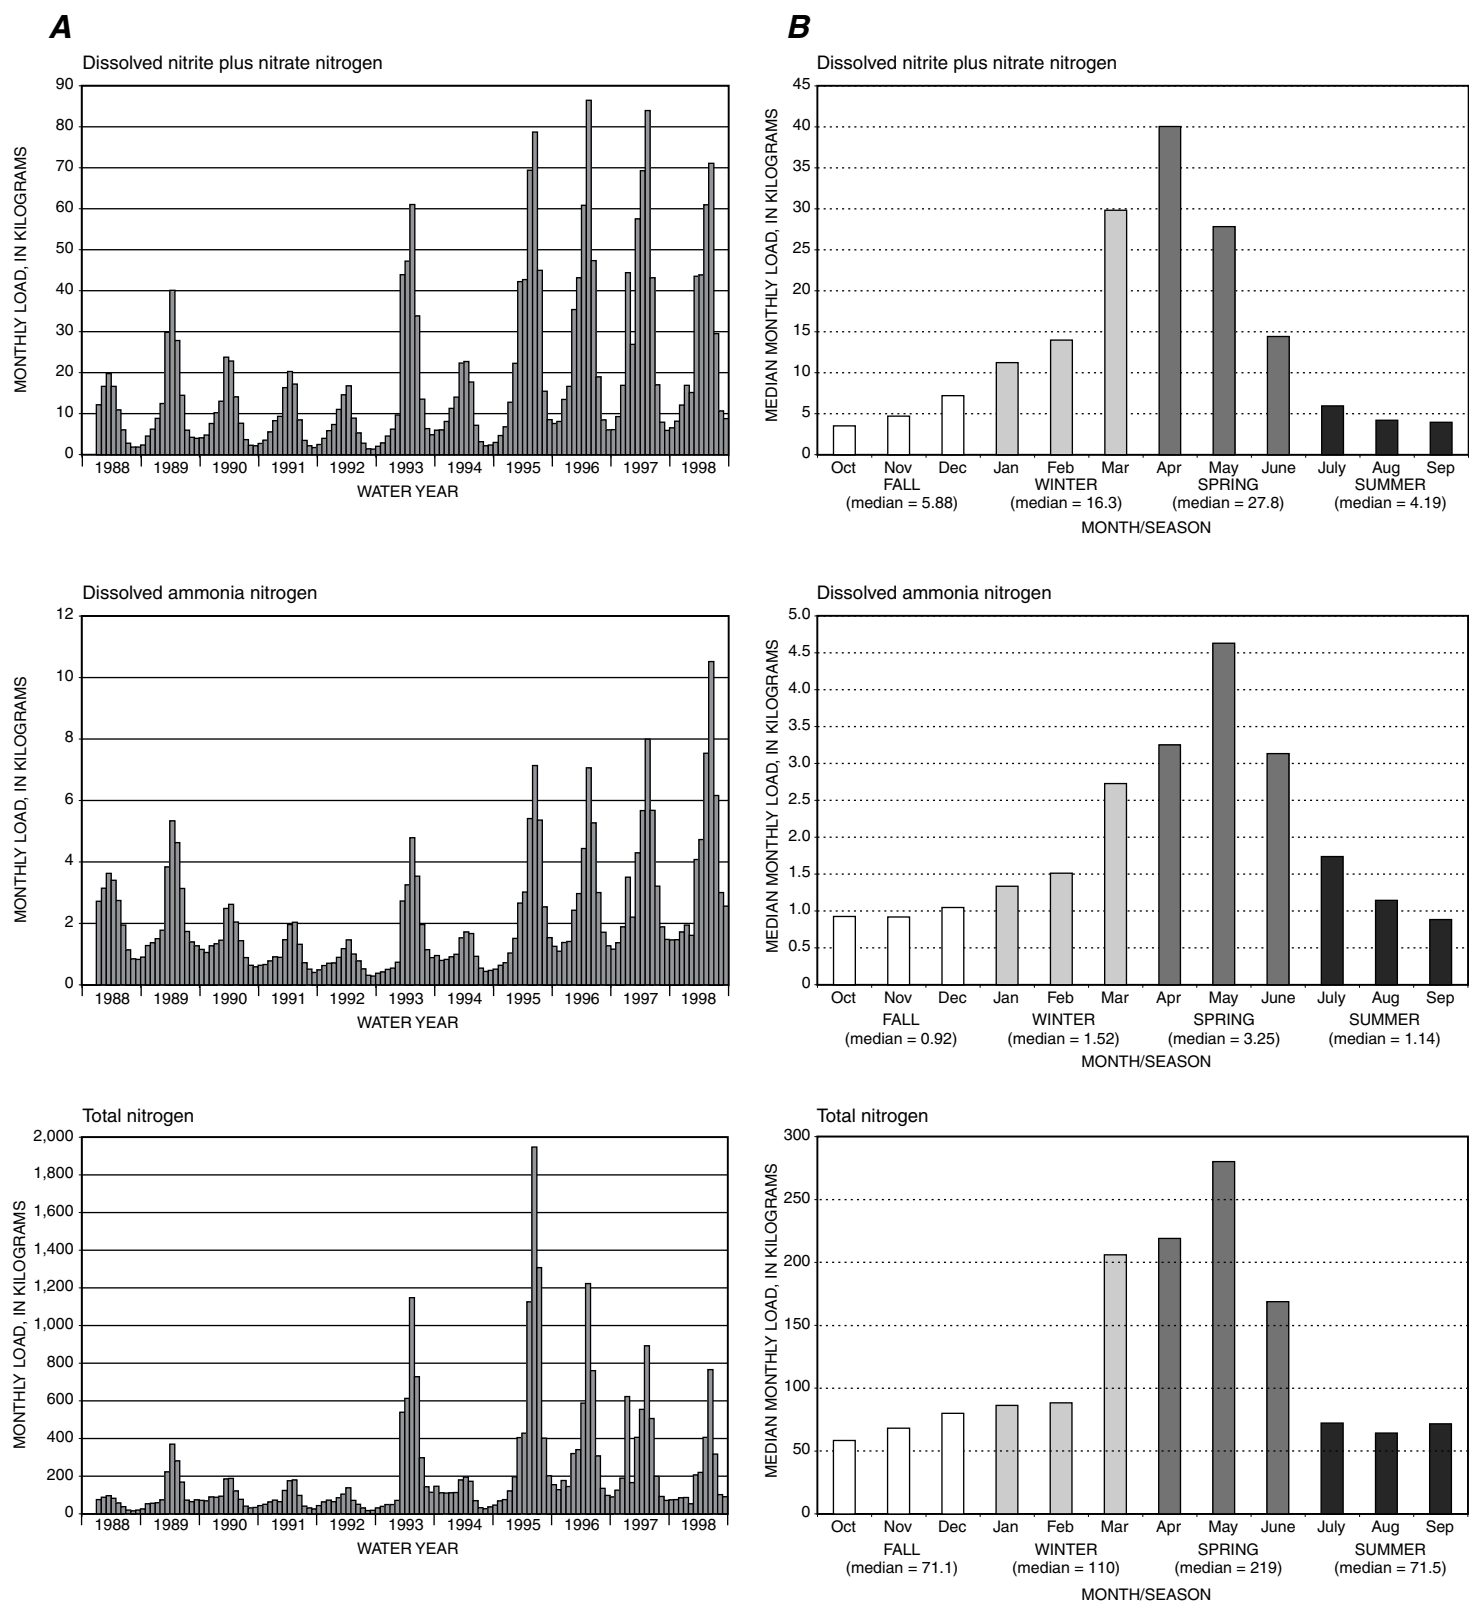 A
Dissolved nitrite plus nitrate nitrogen
MONTHLY LOAD, IN KILOGRAMS
90
80
70
60
50
40
30
20
10
0
1988 1989 1990 1991 1992 1993 1994 1995 1996 1997 1998
WATER YEAR
Dissolved ammonia nitrogen
MONTHLY LOAD, IN KILOGRAMS
12
10
8
6
4
2
0
1988 1989 1990 1991 1992 1993 1994 1995 1996 1997 1998
WATER YEAR
Total nitrogen
MONTHLY LOAD, IN KILOGRAMS
2,000
1,800
1,600
1,400
1,200
1,000
800
600
400
200
0
1988 1989 1990 1991 1992 1993 1994 1995 1996 1997 1998
WATER YEAR
B
Dissolved nitrite plus nitrate nitrogen
MEDIAN MONTHLY LOAD, IN KILOGRAMS
45
40
35
30
25
20
15
10
5
0
Oct Nov Dec Jan Feb Mar Apr May June July Aug Sep
FALL WINTER SPRING SUMMER
(median = 5.88) (median = 16.3) (median = 27.8) (median = 4.19)
MONTH/SEASON
Dissolved ammonia nitrogen
MEDIAN MONTHLY LOAD, IN KILOGRAMS
5.0
4.5
4.0
3.5
3.0
2.5
2.0
1.5
1.0
0.5
0
Oct Nov Dec Jan Feb Mar Apr May June July Aug Sep
FALL WINTER SPRING SUMMER
(median = 0.92) (median = 1.52) (median = 3.25) (median = 1.14)
MONTH/SEASON
Total nitrogen
MEDIAN MONTHLY LOAD, IN KILOGRAMS
300
250
200
150
100
50
0
Oct Nov Dec Jan Feb Mar Apr May June July Aug Sep
FALL WINTER SPRING SUMMER
(median = 71.1) (median = 110) (median = 219) (median = 71.5)
MONTH/SEASON